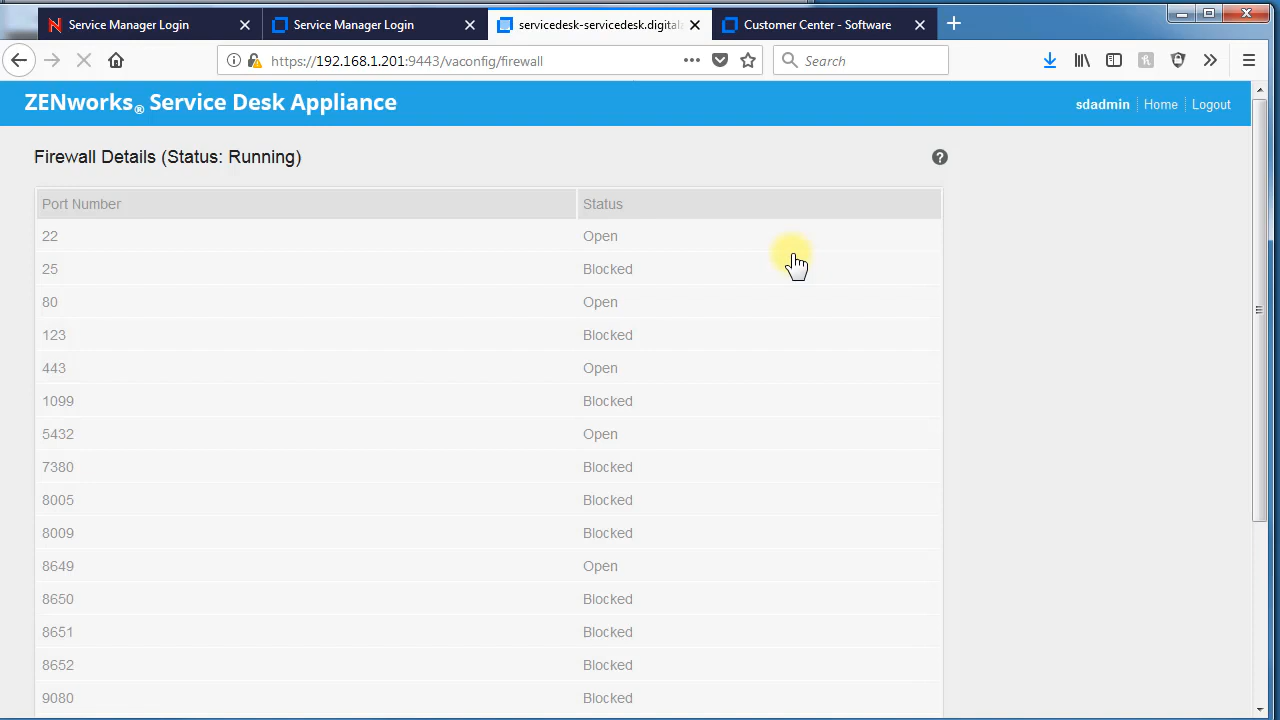 Service Manager Login
Service Manager Login
servicedesk-servicedesk.digital
Customer Center - Software
https://192.168.1.201:9443/vaconfig/firewall
Search
ZENworks® Service Desk Appliance
sdadmin
Home
Logout
Firewall Details (Status: Running)
Port Number Status
22 Open
25 Blocked
80 Open
123 Blocked
443 Open
1099 Blocked
5432 Open
7380 Blocked
8005 Blocked
8009 Blocked
8649 Open
8650 Blocked
8651 Blocked
8652 Blocked
9080 Blocked